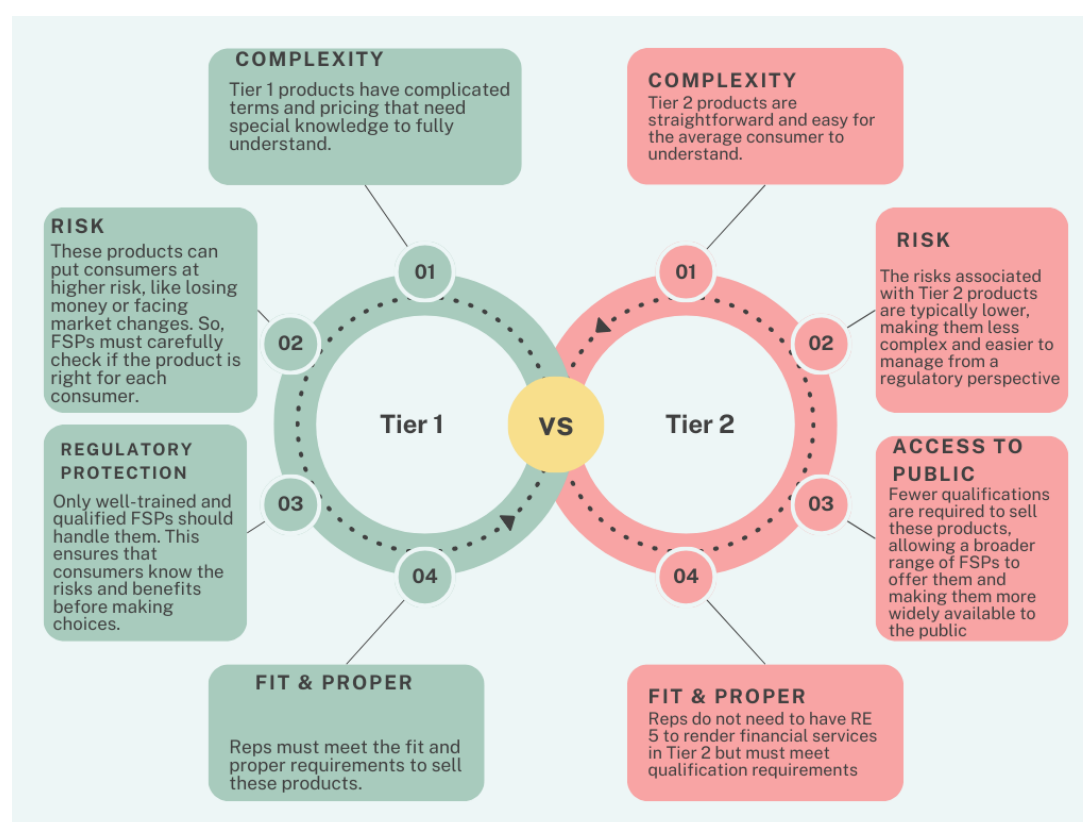 COMPLEXITY
Tier 1 products have complicated
terms and pricing that need
special knowledge to fully
understand.
COMPLEXITY
Tier 2 products are
straightforward and easy for
the average consumer to
understand.
RISK
These products can
put consumers at
higher risk, like losing
money or facing
market changes. So,
FSPs must carefully
check if the product is
right for each
consumer.
01
02
03
04
Tier 1
VS
Tier 2
01
02
03
04
RISK
The risks associated
with Tier 2 products
are typically lower,
making them less
complex and easier to
manage from a
regulatory perspective
REGULATORY
PROTECTION
Only well-trained and
qualified FSPs should
handle them. This
ensures that
consumers know the
risks and benefits
before making
choices.
ACCESS TO
PUBLIC
Fewer qualifications
are required to sell
these products,
allowing a broader
range of FSPs to
offer them and
making them more
widely available to
the public
FIT & PROPER
Reps must meet the fit and
proper requirements to sell
these products.
FIT & PROPER
Reps do not need to have RE
5 to render financial services
in Tier 2 but must meet
qualification requirements